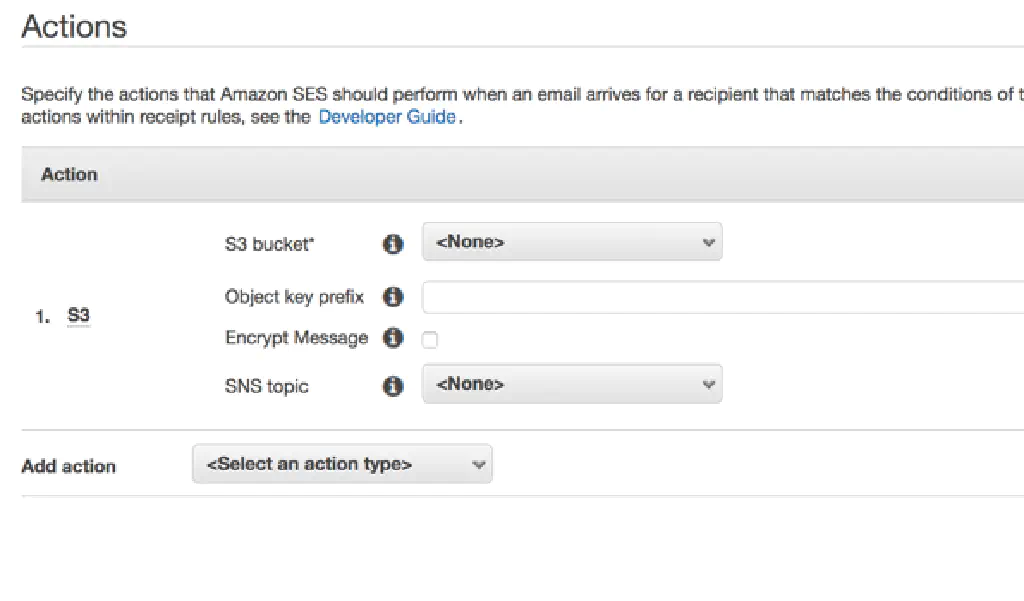 Actions
Specify the actions that Amazon SES should perform when an email arrives for a recipient that matches the conditions of
actions within receipt rules, see the Developer Guide.
Action
S3 bucket* <None>
Object key prefix
1. S3
Encrypt Message
SNS topic <None>
Add action <Select an action type>